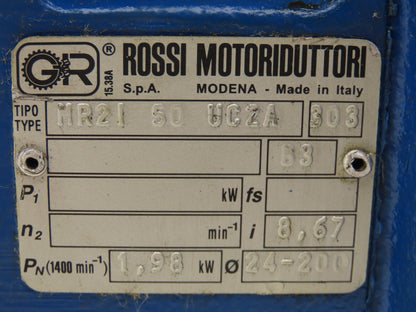 GR ® ROSSI MOTORIDUTTORI
15.38A S.p.A. MODENA - Made in Italy
TIPO TYPE MR2I 50 UC2A 303
B3
P1 kW fs
n2 min-1 i 8,67
PN (1400 min-1) 1,98 kW Ø 24-200